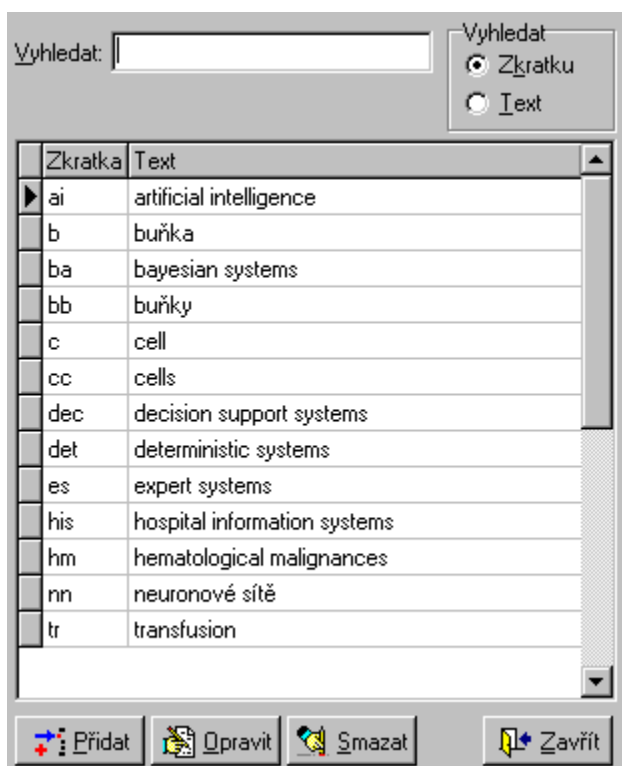 Vyhledat
Vyhledat:
Zkratku
Text
Zkratka Text
ai artificial intelligence
b buňka
ba bayesian systems
bb buňky
c cell
cc cells
dec decision support systems
det deterministic systems
es expert systems
his hospital information systems
hm hematological malignances
nn neuronové sítě
tr transfusion
Přidat Opravit Smazat Zavřít